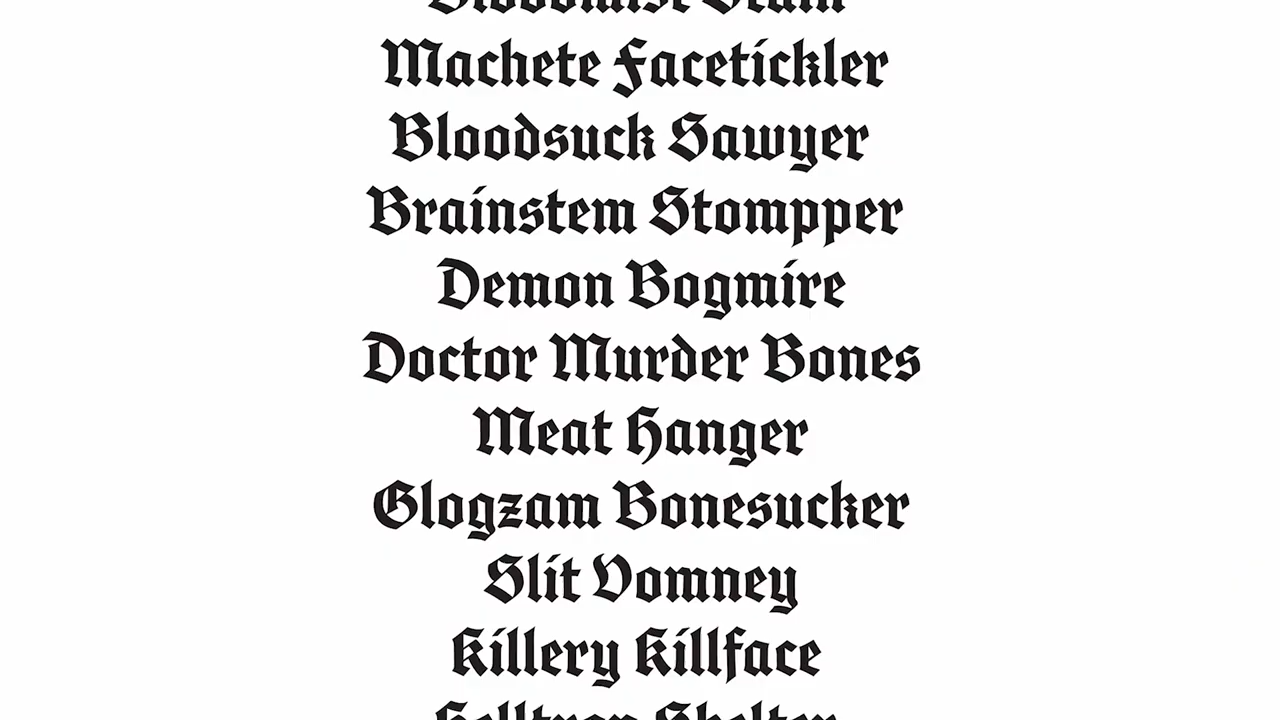 Machete Facetickler
Bloodsuck Sawyer
Brainstem Stompper
Demon Bogmire
Doctor Murder Bones
Meat Hanger
Glogzam Bonesucker
Slit Vomney
Killery Killface